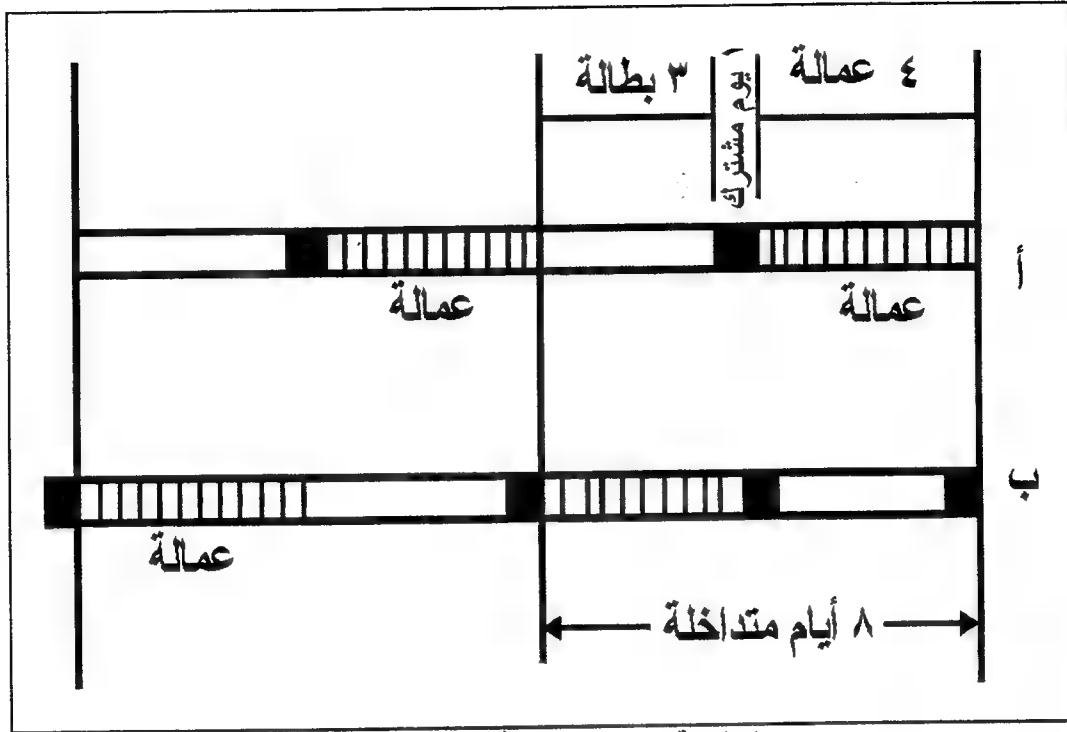 ٤ عمالة
يوم مشترك
٣ بطالة
أ
عمالة
عمالة
ب
عمالة
٨ أيام متداخلة